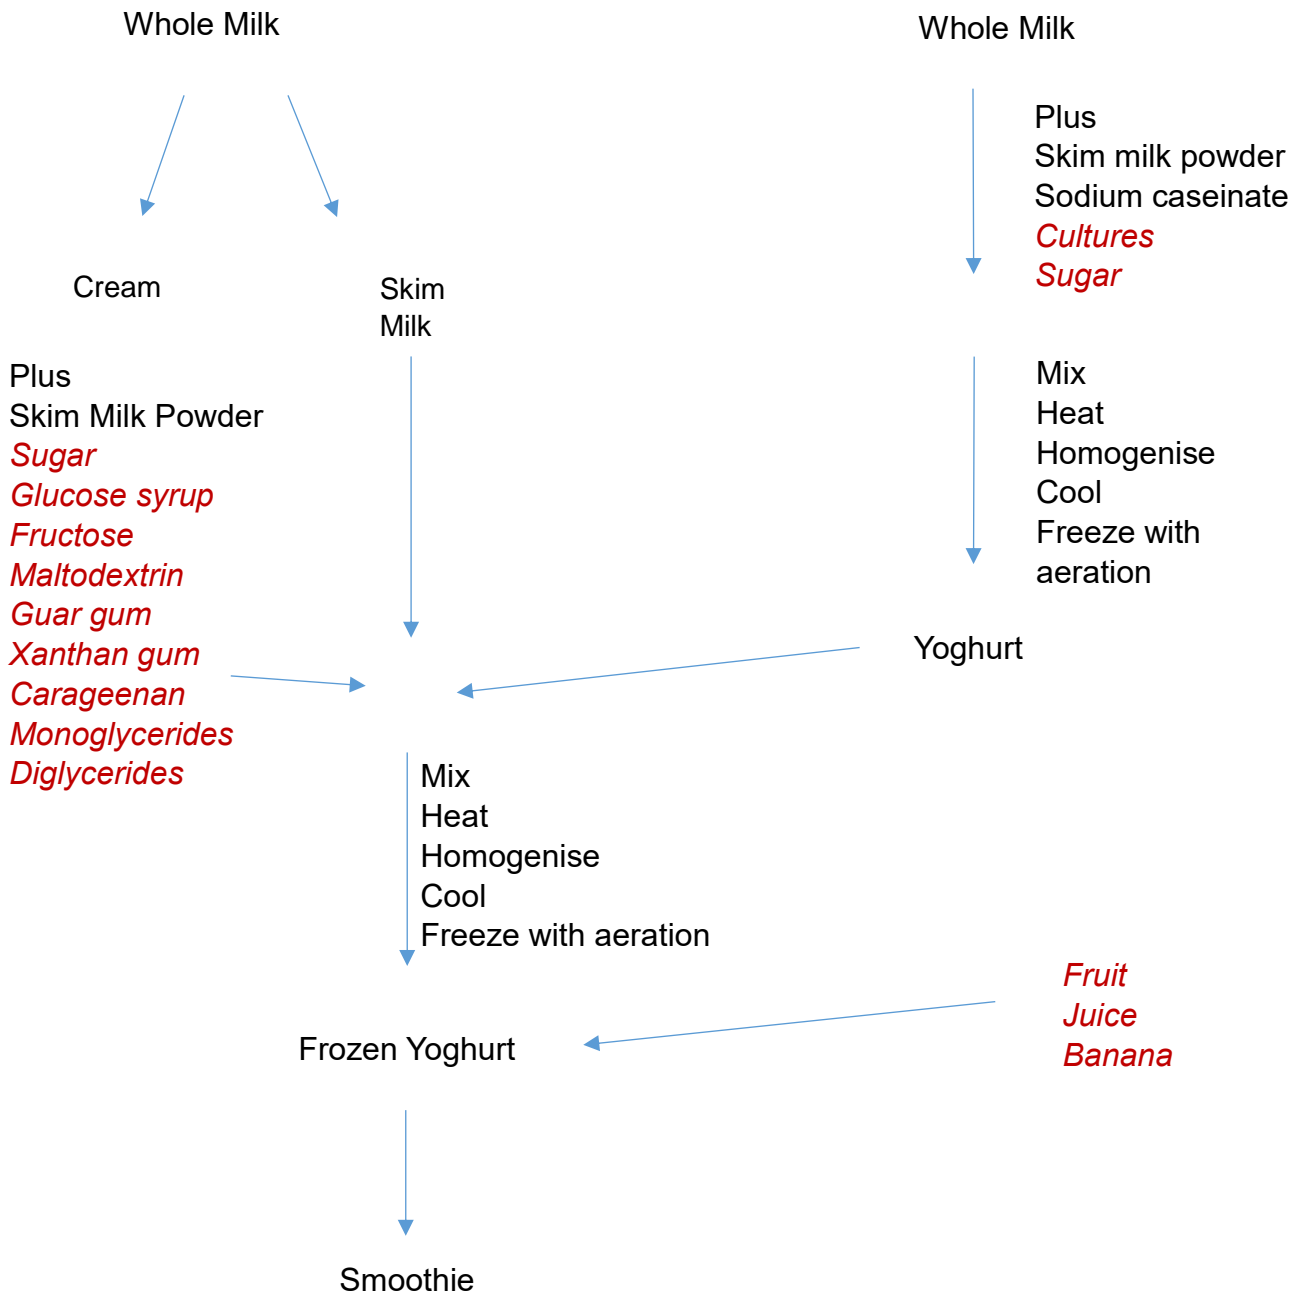 Whole Milk
Whole Milk
Plus
Skim milk powder
Sodium caseinate
Cultures
Sugar
Cream
Skim
Milk
Plus
Skim Milk Powder
Sugar
Glucose syrup
Fructose
Maltodextrin
Guar gum
Xanthan gum
Carageenan
Monoglycerides
Diglycerides
Mix
Heat
Homogenise
Cool
Freeze with
aeration
Yoghurt
Mix
Heat
Homogenise
Cool
Freeze with aeration
Fruit
Juice
Banana
Frozen Yoghurt
Smoothie